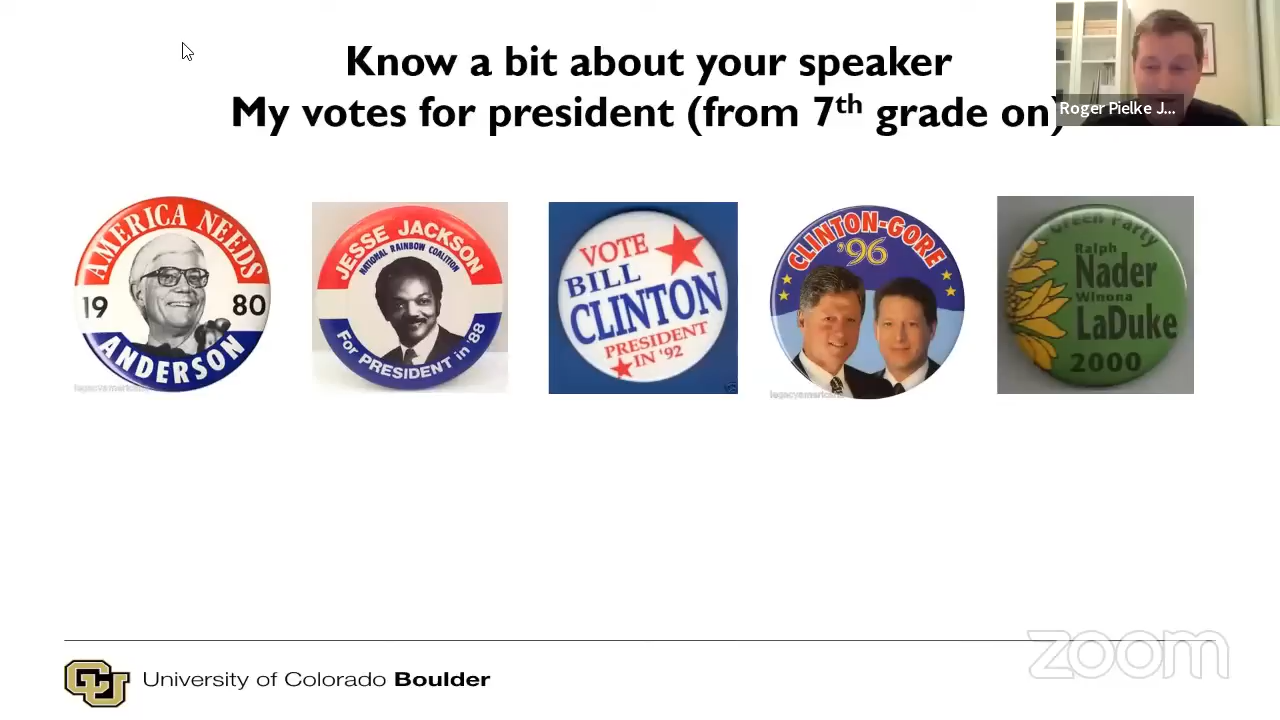 Know a bit about your speaker
My votes for president (from 7th grade on)
Roger Pielke J...
AMERICA NEEDS
19 80
ANDERSON
JESSE JACKSON
NATIONAL RAINBOW COALITION
For PRESIDENT in '88
VOTE
BILL
CLINTON
PRESIDENT
IN '92
CLINTON-GORE
'96
Green Party
Ralph
Nader
Winona
LaDuke
2000
University of Colorado Boulder
CU
zoom